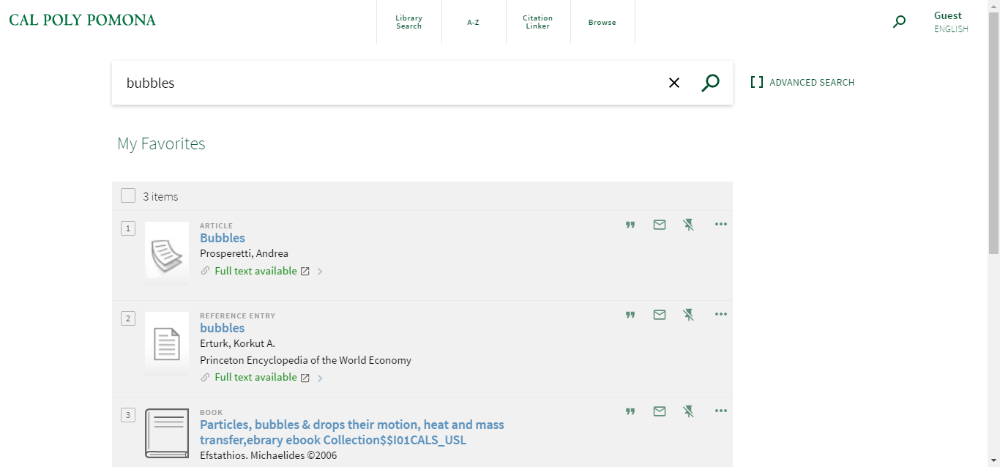 CAL POLY POMONA
Library
Search
A-Z
Citation
Linker
Browse
Guest
ENGLISH
bubbles
ADVANCED SEARCH
My Favorites
3 items
1
ARTICLE
Bubbles
Prosperetti, Andrea
Full text available
2
REFERENCE ENTRY
bubbles
Erturk, Korkut A.
Princeton Encyclopedia of the World Economy
Full text available
3
BOOK
Particles, bubbles & drops their motion, heat and mass
transfer,ebrary ebook Collection$$I01CALS_USL
Efstathios. Michaelides ©2006